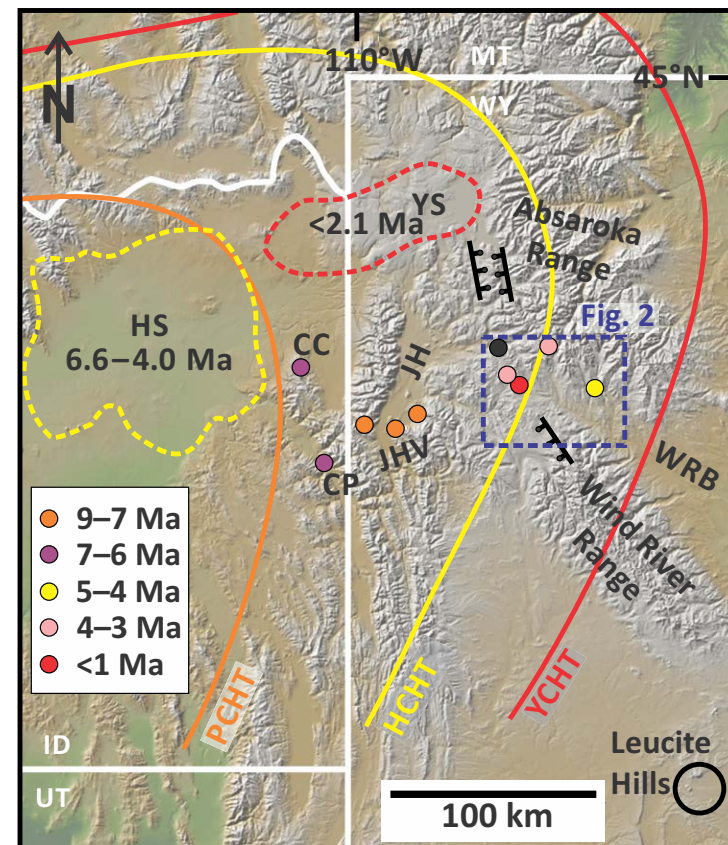 110°W
MT
45°N
N
WY
YS
<2.1 Ma
Absaroka
Range
HS
6.6–4.0 Ma
CC
JH
Fig. 2
JHV
CP
WRB
Wind River
Range
9–7 Ma
7–6 Ma
5–4 Ma
4–3 Ma
<1 Ma
PCHT
HCHT
YCHT
ID
UT
Leucite
Hills
100 km